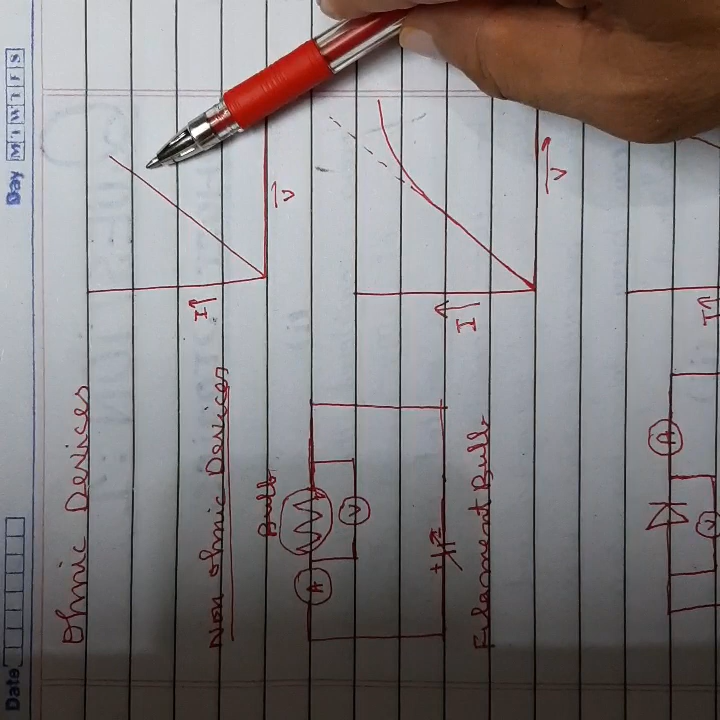 Date
Day M T W T F S
Ohmic Devices
I
V
Non Ohmic Devices
Bulb
A
V
+
I
V
Filament Bulb
A
V
I